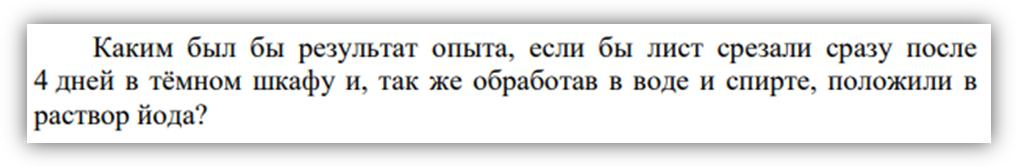 Каким был бы результат опыта, если бы лист срезали сразу после
4 дней в тёмном шкафу и, так же обработав в воде и спирте, положили в
раствор йода?